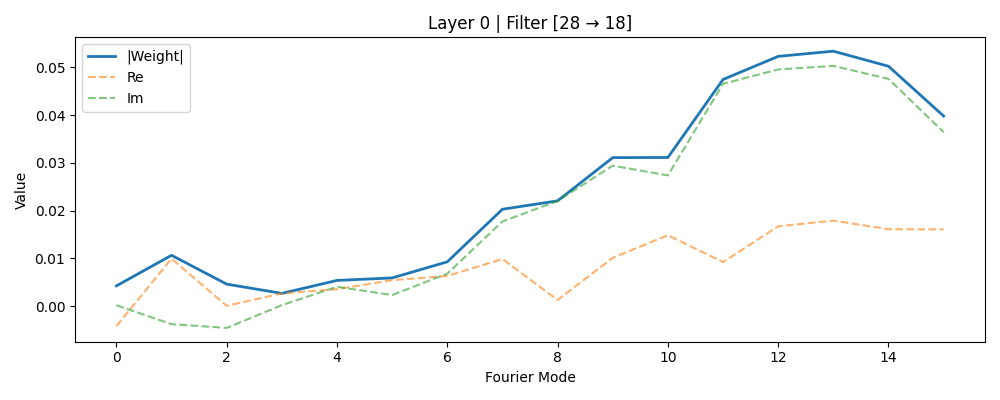 Layer 0 | Filter [28 → 18]
|Weight|
Re
Im
0.05
0.04
0.03
0.02
0.01
0.00
Value
0 2 4 6 8 10 12 14
Fourier Mode